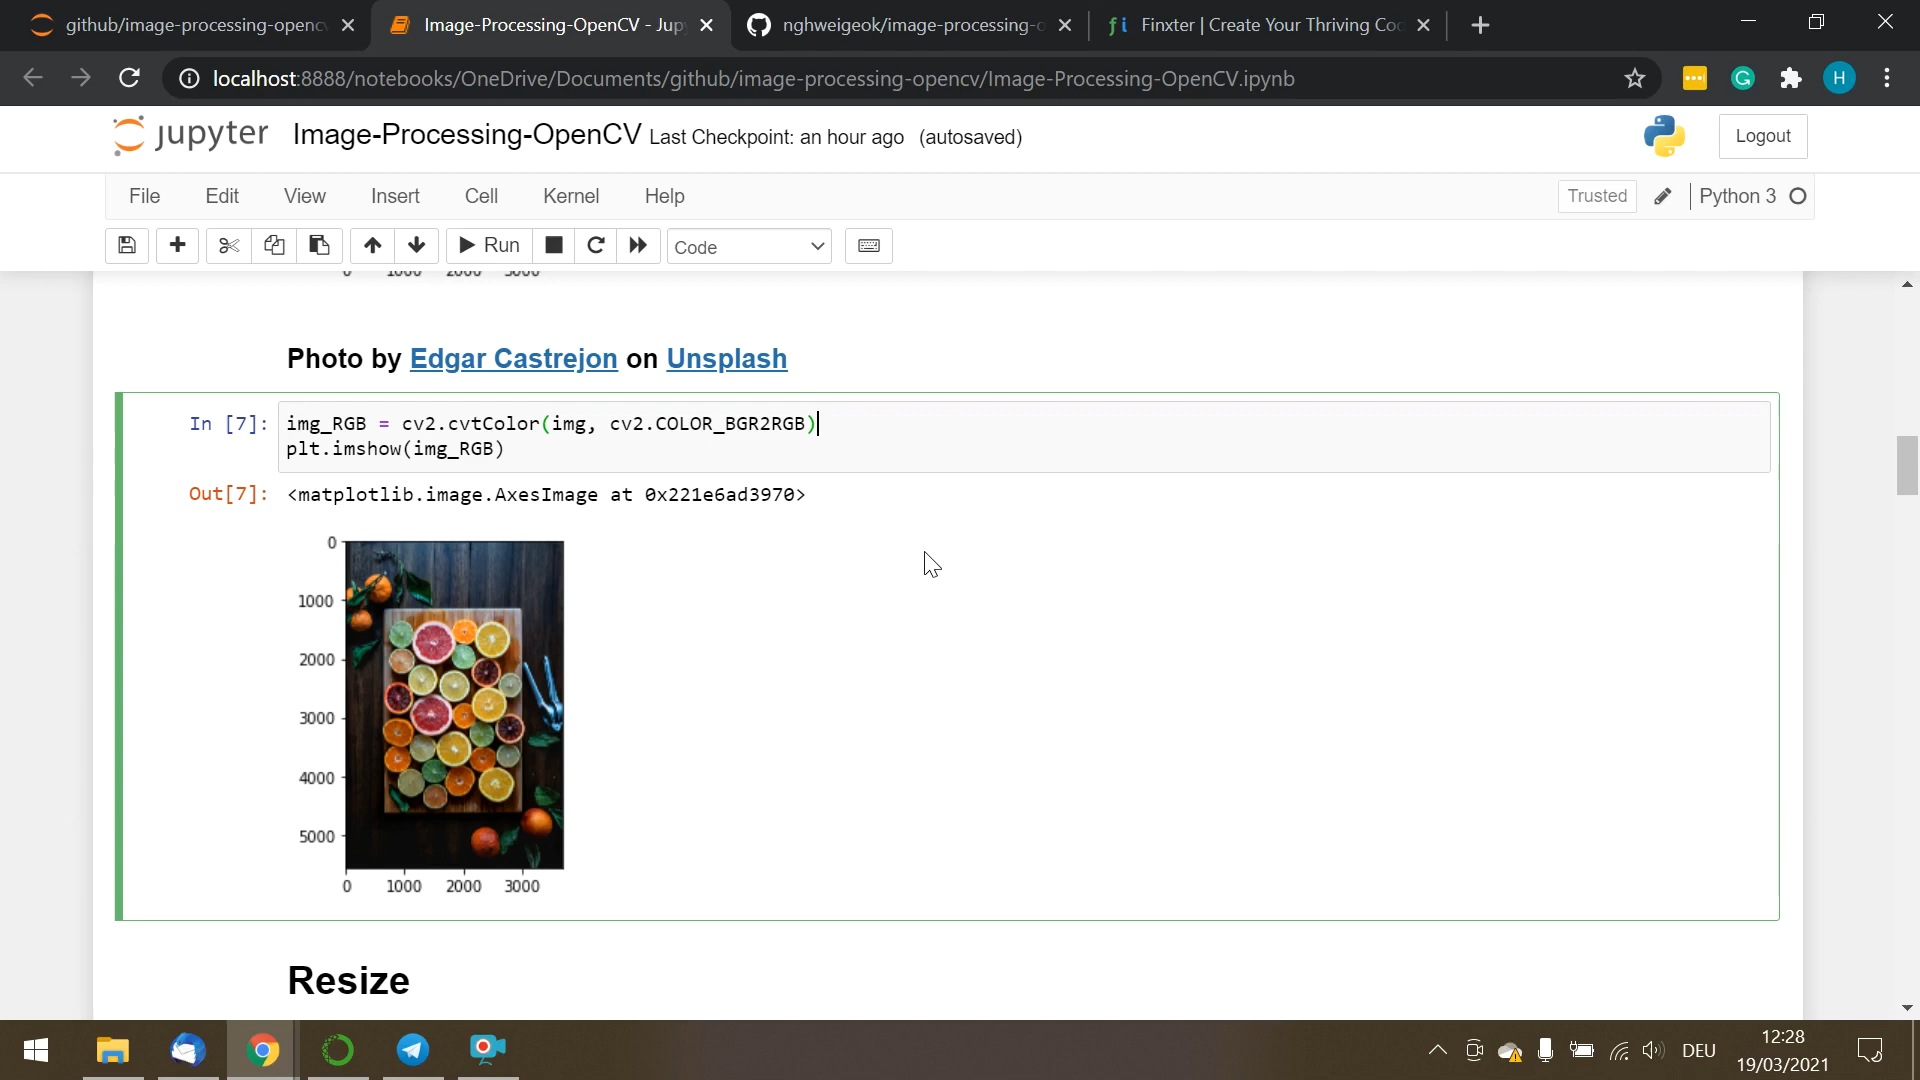 github/image-processing-openc
Image-Processing-OpenCV - Jup
nghweigeok/image-processing-o
Finxter | Create Your Thriving Coc
localhost:8888/notebooks/OneDrive/Documents/github/image-processing-opencv/Image-Processing-OpenCV.ipynb
H
jupyter Image-Processing-OpenCV Last Checkpoint: an hour ago (autosaved)
Logout
File Edit View Insert Cell Kernel Help
Trusted Python 3
Run Code
0 1000 2000 3000
Photo by Edgar Castrejon on Unsplash
In [7]: img_RGB = cv2.cvtColor(img, cv2.COLOR_BGR2RGB)
plt.imshow(img_RGB)
Out[7]: <matplotlib.image.AxesImage at 0x221e6ad3970>
0
1000
2000
3000
4000
5000
0 1000 2000 3000
Resize
DEU
12:28
19/03/2021